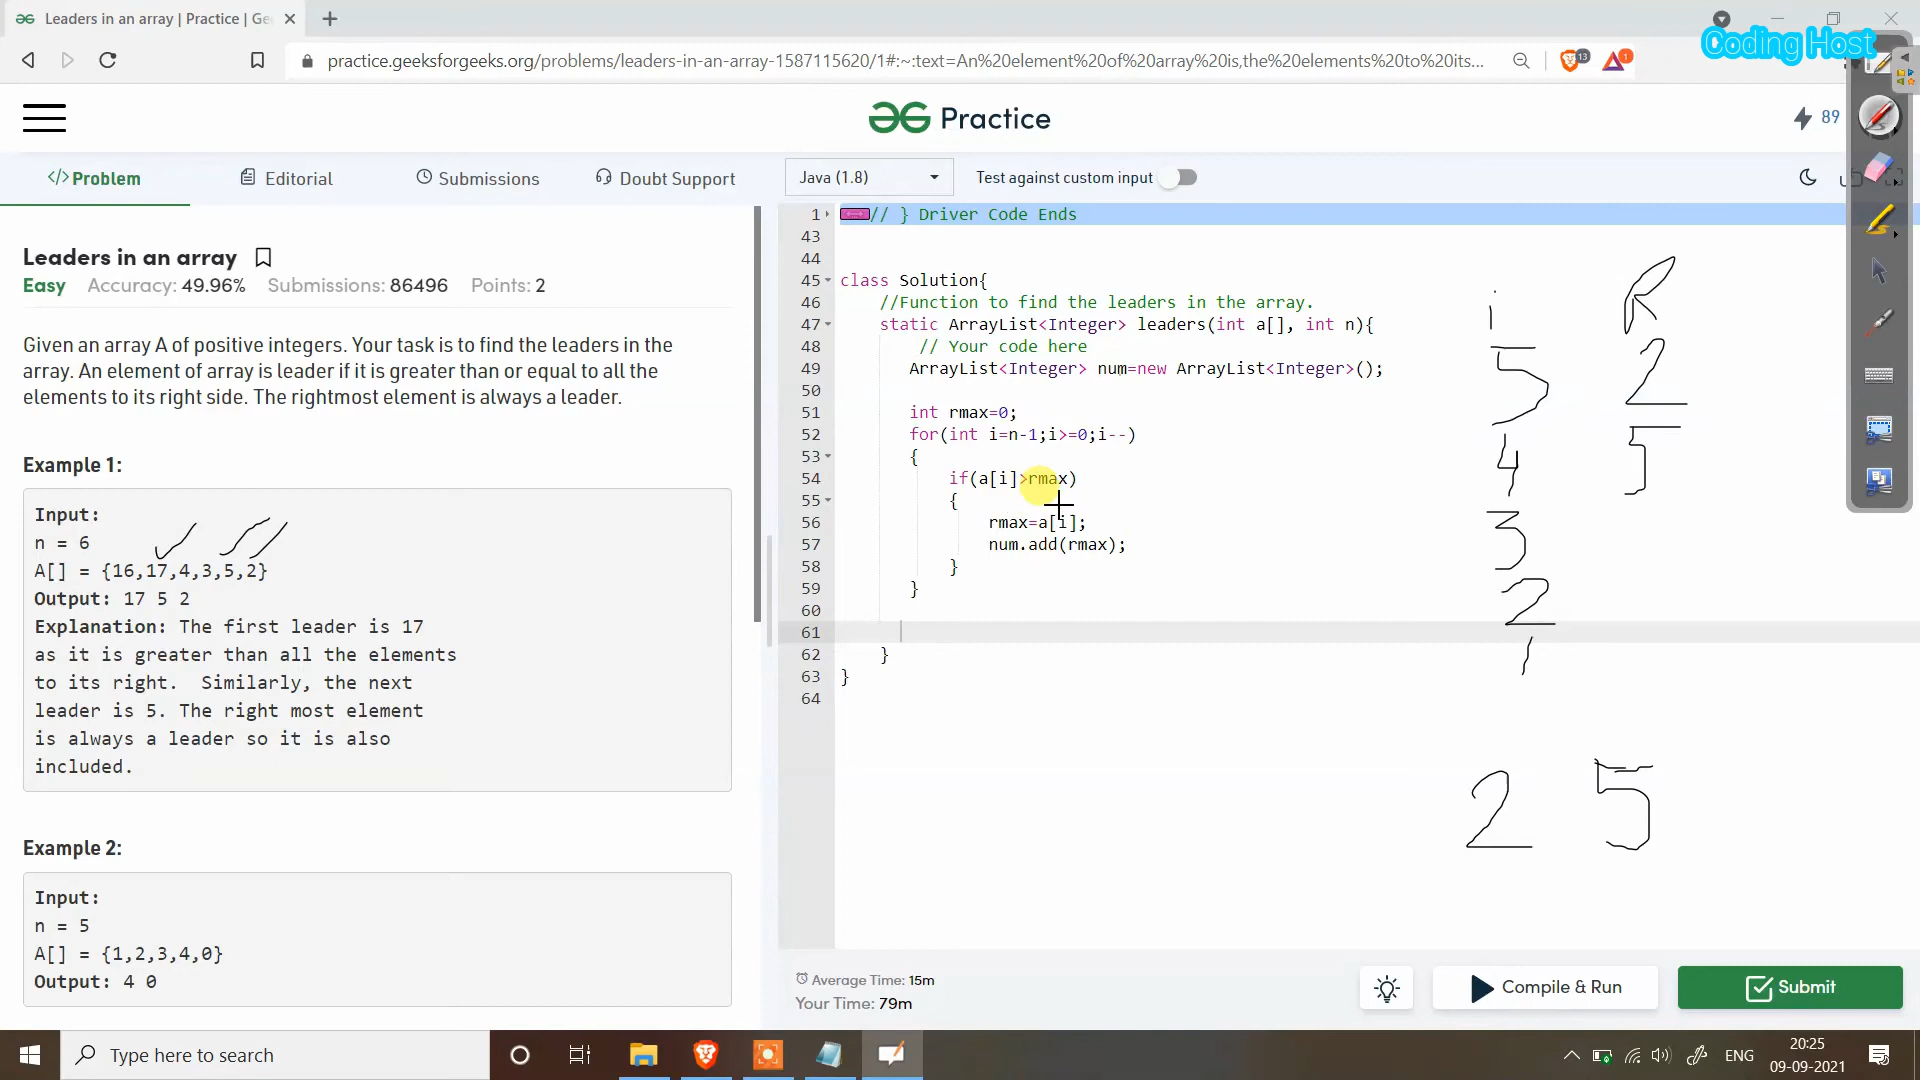 Leaders in an array | Practice | Ge
Coding Host
practice.geeksforgeeks.org/problems/leaders-in-an-array-1587115620/1#:~:text=An%20element%20of%20array%20is,the%20elements%20to%20its...
13
1
Practice
89
</>Problem
Editorial
Submissions
Doubt Support
Java (1.8)
Test against custom input
Leaders in an array
Easy Accuracy: 49.96% Submissions: 86496 Points: 2
Given an array A of positive integers. Your task is to find the leaders in the
array. An element of array is leader if it is greater than or equal to all the
elements to its right side. The rightmost element is always a leader.
Example 1:
Input:
n = 6
A[] = {16,17,4,3,5,2}
Output: 17 5 2
Explanation: The first leader is 17
as it is greater than all the elements
to its right.  Similarly, the next
leader is 5. The right most element
is always a leader so it is also
included.
Example 2:
Input:
n = 5
A[] = {1,2,3,4,0}
Output: 4 0
1 // } Driver Code Ends
43
44
45 class Solution{
46 //Function to find the leaders in the array.
47 static ArrayList<Integer> leaders(int a[], int n){
48 // Your code here
49 ArrayList<Integer> num=new ArrayList<Integer>();
50
51 int rmax=0;
52 for(int i=n-1;i>=0;i--)
53 {
54 if(a[i]>rmax)
55 {
56 rmax=a[i];
57 num.add(rmax);
58 }
59 }
60
61
62 }
63 }
64
i R
5 2
4 5
3
2
1
2 5
Average Time: 15m
Your Time: 79m
Compile & Run
Submit
Type here to search
ENG
20:25
09-09-2021